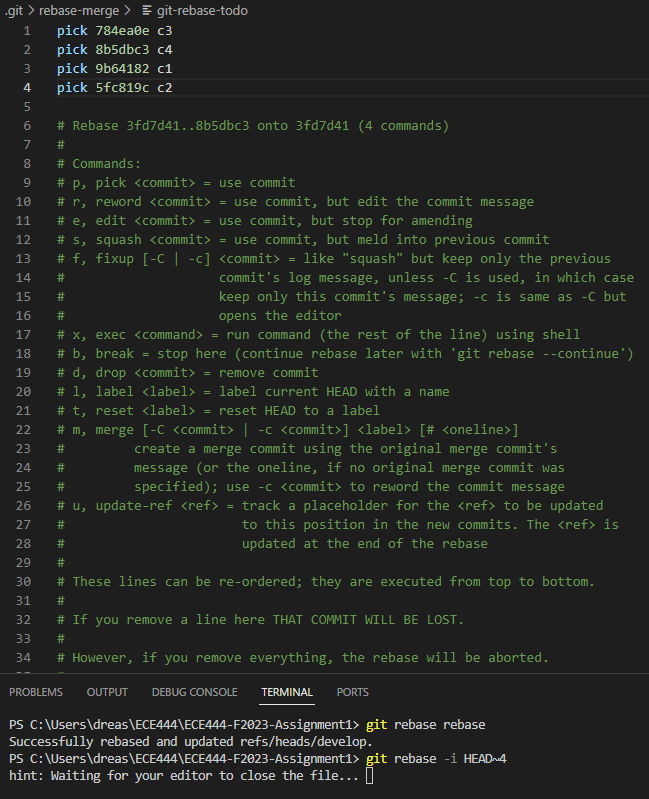 .git > rebase-merge > git-rebase-todo
1 pick 784ea0e c3
2 pick 8b5dbc3 c4
3 pick 9b64182 c1
4 pick 5fc819c c2
5
6 # Rebase 3fd7d41..8b5dbc3 onto 3fd7d41 (4 commands)
7 #
8 # Commands:
9 # p, pick <commit> = use commit
10 # r, reword <commit> = use commit, but edit the commit message
11 # e, edit <commit> = use commit, but stop for amending
12 # s, squash <commit> = use commit, but meld into previous commit
13 # f, fixup [-C | -c] <commit> = like "squash" but keep only the previous
14 #                    commit's log message, unless -C is used, in which case
15 #                    keep only this commit's message; -c is same as -C but
16 #                    opens the editor
17 # x, exec <command> = run command (the rest of the line) using shell
18 # b, break = stop here (continue rebase later with 'git rebase --continue')
19 # d, drop <commit> = remove commit
20 # l, label <label> = label current HEAD with a name
21 # t, reset <label> = reset HEAD to a label
22 # m, merge [-C <commit> | -c <commit>] <label> [# <oneline>]
23 #         create a merge commit using the original merge commit's
24 #         message (or the oneline, if no original merge commit was
25 #         specified); use -c <commit> to reword the commit message
26 # u, update-ref <ref> = track a placeholder for the <ref> to be updated
27 #                       to this position in the new commits. The <ref> is
28 #                       updated at the end of the rebase
29 #
30 # These lines can be re-ordered; they are executed from top to bottom.
31 #
32 # If you remove a line here THAT COMMIT WILL BE LOST.
33 #
34 # However, if you remove everything, the rebase will be aborted.
PROBLEMS OUTPUT DEBUG CONSOLE TERMINAL PORTS
PS C:\Users\dreas\ECE444\ECE444-F2023-Assignment1> git rebase rebase
Successfully rebased and updated refs/heads/develop.
PS C:\Users\dreas\ECE444\ECE444-F2023-Assignment1> git rebase -i HEAD~4
hint: Waiting for your editor to close the file...